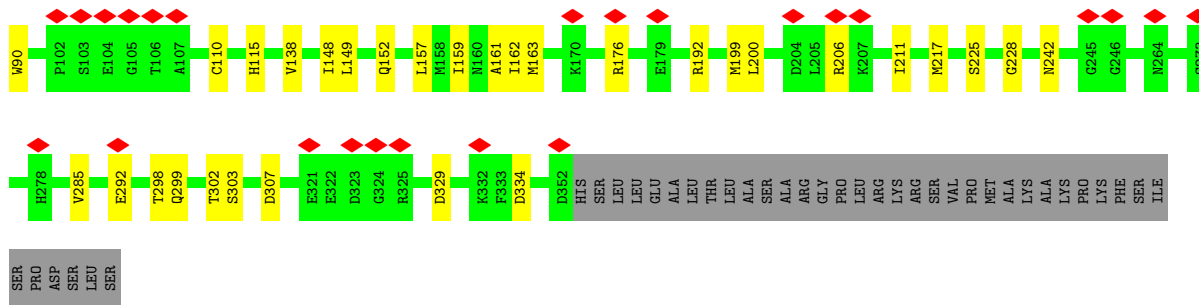 W90 P102 S103 E104 G105 T106 A107 C110 H115 V138 I148 L149 Q152 L157 M158 I159 N160 A161 I162 M163 K170 R176 E179 R192 M199 L200 D204 L205 R206 K207 I211 M217 S225 G228 N242 G245 G246 N264
H278 V285 E292 T298 Q299 T302 S303 D307 E321 E322 D323 G324 R325 D329 K332 F333 D334 D352 HIS SER LEU LEU GLU ALA LEU THR LEU ALA SER ALA ARG GLY PRO LEU ARG LYS ARG SER VAL PRO MET ALA LYS ALA LYS PRO LYS PHE SER ILE
SER PRO ASP SER LEU SER